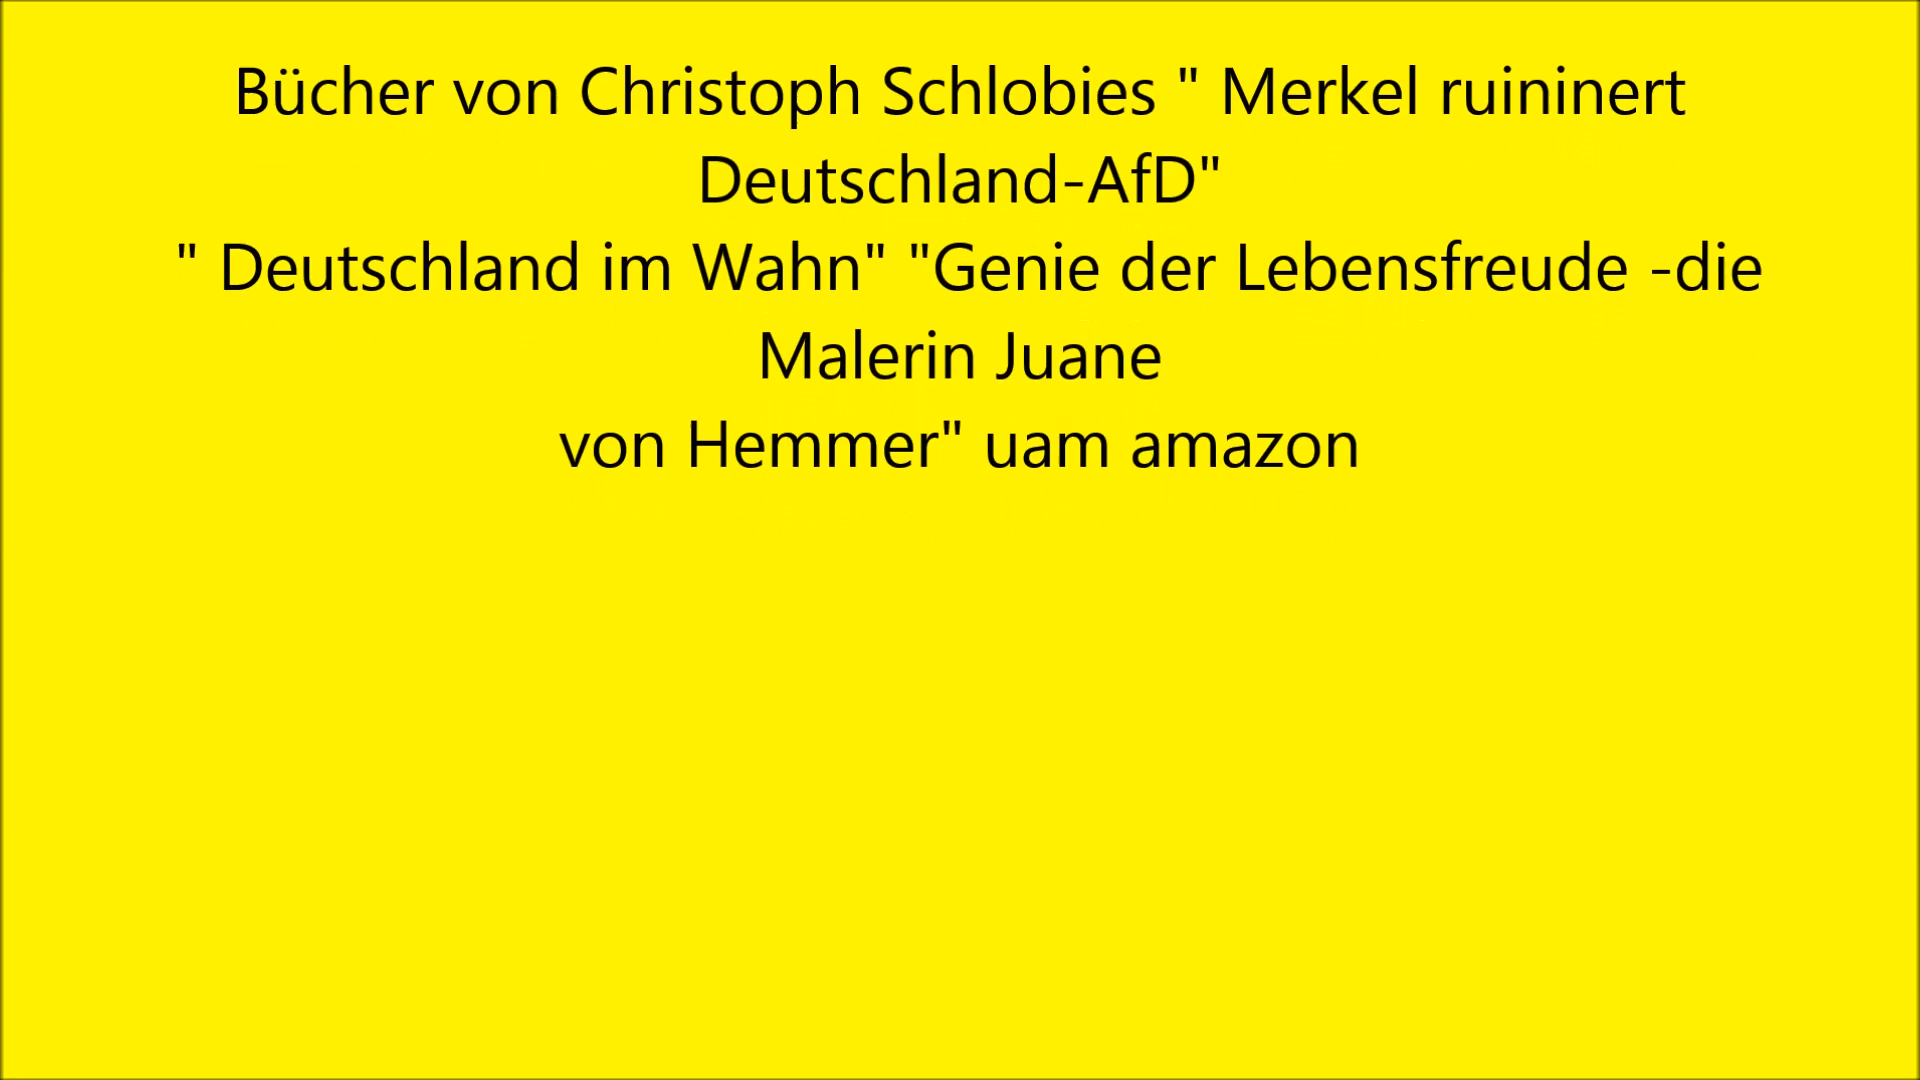 Bücher von Christoph Schlobies " Merkel ruininert
Deutschland-AfD"
" Deutschland im Wahn" "Genie der Lebensfreude -die
Malerin Juane
von Hemmer" uam amazon